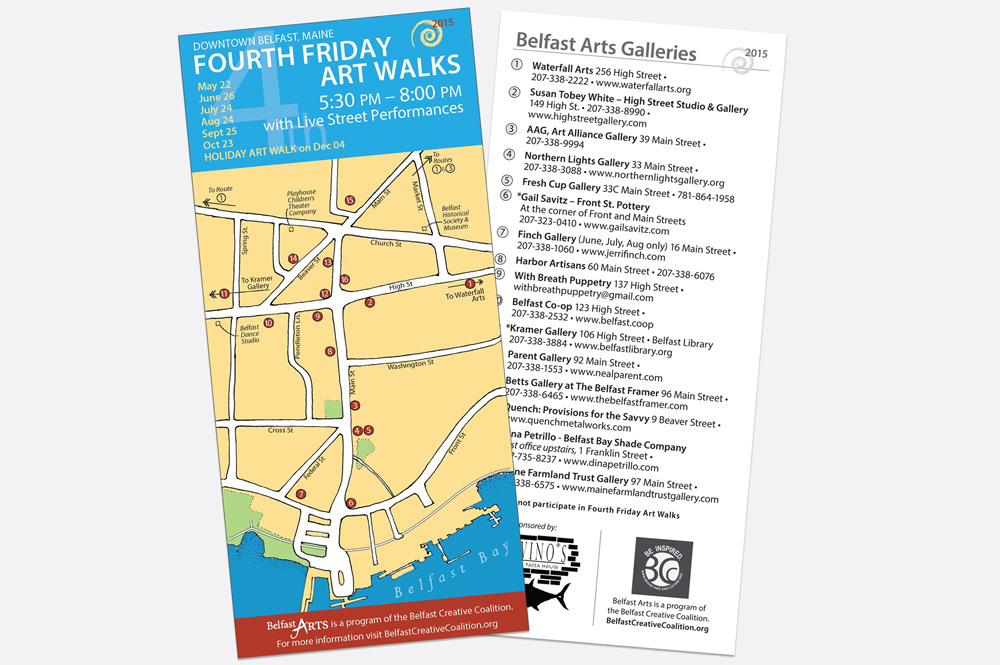 2015
DOWNTOWN BELFAST, MAINE
FOURTH FRIDAY
ART WALKS
4th
May 22
June 26
July 24
Aug 24
Sept 25
Oct 23
5:30 PM – 8:00 PM
with Live Street Performances
HOLIDAY ART WALK on Dec 04
To Route
1
Playhouse
Children's
Theater
Company
15
Main St
To
Routes
1 & 3
Market St
Belfast
Historical
Society &
Museum
Spring St.
Church St
14
Beaver St
13
To Kramer
Gallery
11
16
12
High St
1
To Waterfall
Arts
2
10
9
Belfast
Dance
Studio
Pendleton Ln.
8
Washington St
Main St
3
4
5
Cross St
Federal St
Front St
7
6
Belfast Bay
Belfast ARTS is a program of the Belfast Creative Coalition.
For more information visit BelfastCreativeCoalition.org
Belfast Arts Galleries
2015
1 Waterfall Arts 256 High Street •
207-338-2222 • www.waterfallarts.org
2 Susan Tobey White – High Street Studio & Gallery
149 High St. • 207-338-8990 •
www.highstreetgallery.com
3 AAG, Art Alliance Gallery 39 Main Street •
207-338-9994
4 Northern Lights Gallery 33 Main Street •
207-338-3088 • www.northernlightsgallery.org
5 Fresh Cup Gallery 33C Main Street • 781-864-1958
6 *Gail Savitz – Front St. Pottery
At the corner of Front and Main Streets
207-323-0410 • www.gailsavitz.com
7 Finch Gallery (June, July, Aug only) 16 Main Street •
207-338-1060 • www.jerrifinch.com
8 Harbor Artisans 60 Main Street • 207-338-6076
9 With Breath Puppetry 137 High Street •
withbreathpuppetry@gmail.com
Belfast Co-op 123 High Street •
207-338-2532 • www.belfast.coop
*Kramer Gallery 106 High Street • Belfast Library
207-338-3884 • www.belfastlibrary.org
Parent Gallery 92 Main Street •
207-338-1553 • www.nealparent.com
Betts Gallery at The Belfast Framer 96 Main Street •
207-338-6465 • www.thebelfastframer.com
Quench: Provisions for the Savvy 9 Beaver Street •
www.quenchmetalworks.com
Petrillo - Belfast Bay Shade Company
office upstairs, 1 Franklin Street •
735-8237 • www.dinapetrillo.com
Farmland Trust Gallery 97 Main Street •
338-6575 • www.mainefarmlandtrustgallery.com
not participate in Fourth Friday Art Walks
by:
PASTA HOUSE
BE INSPIRED
BCC
Belfast Arts is a program of
the Belfast Creative Coalition.
BelfastCreativeCoalition.org